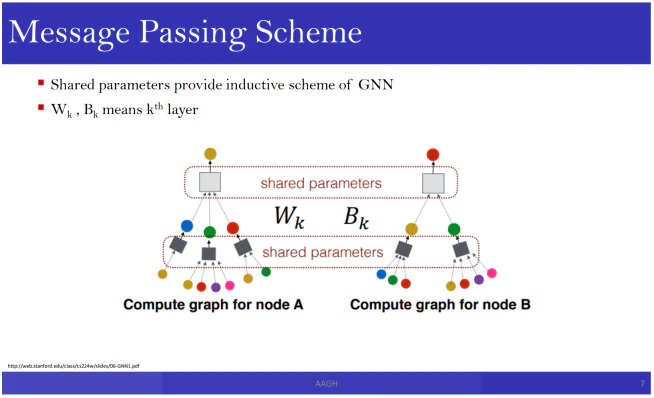 Message Passing Scheme
Shared parameters provide inductive scheme of GNN
Wk , Bk means kth layer
shared parameters
Wk Bk
shared parameters
Compute graph for node A
Compute graph for node B
http://web.stanford.edu/class/cs224w/slides/06-GNN1.pdf
AAGH
7